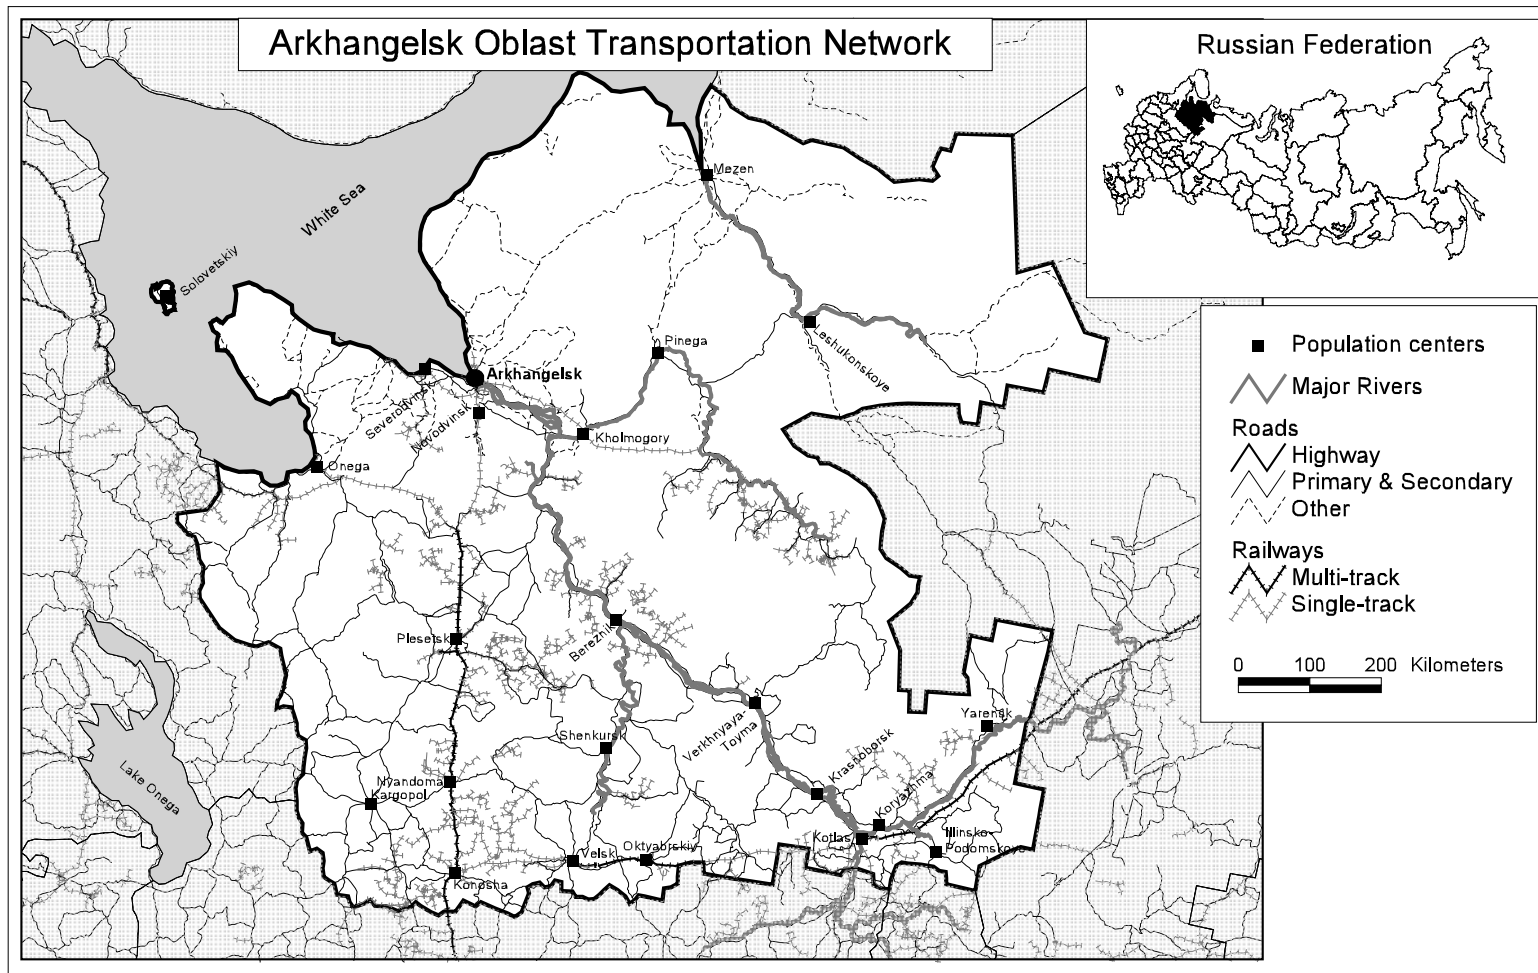 Arkhangelsk Oblast Transportation Network
Russian Federation
White Sea
Mezen
Solovetskiy
Leshukonskoye
Pinega
Arkhangelsk
Severodvinsk
Novodvinsk
Kholmogory
Onega
Plesetsk
Bereznik
Verkhnyaya-
Toyma
Yarensk
Shenkursk
Krasnoborsk
Nyandoma
Kargopol
Koryazhma
Lake Onega
Kotlas
Illinsko-
Podomskoye
Velsk
Oktyabrskiy
Konosha
Population centers
Major Rivers
Roads
Highway
Primary & Secondary
Other
Railways
Multi-track
Single-track
0 100 200 Kilometers